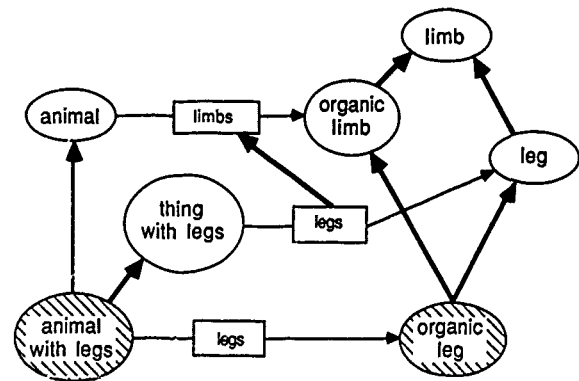 limb
animal
limbs
organic
limb
leg
thing
with legs
legs
animal
with legs
legs
organic
leg